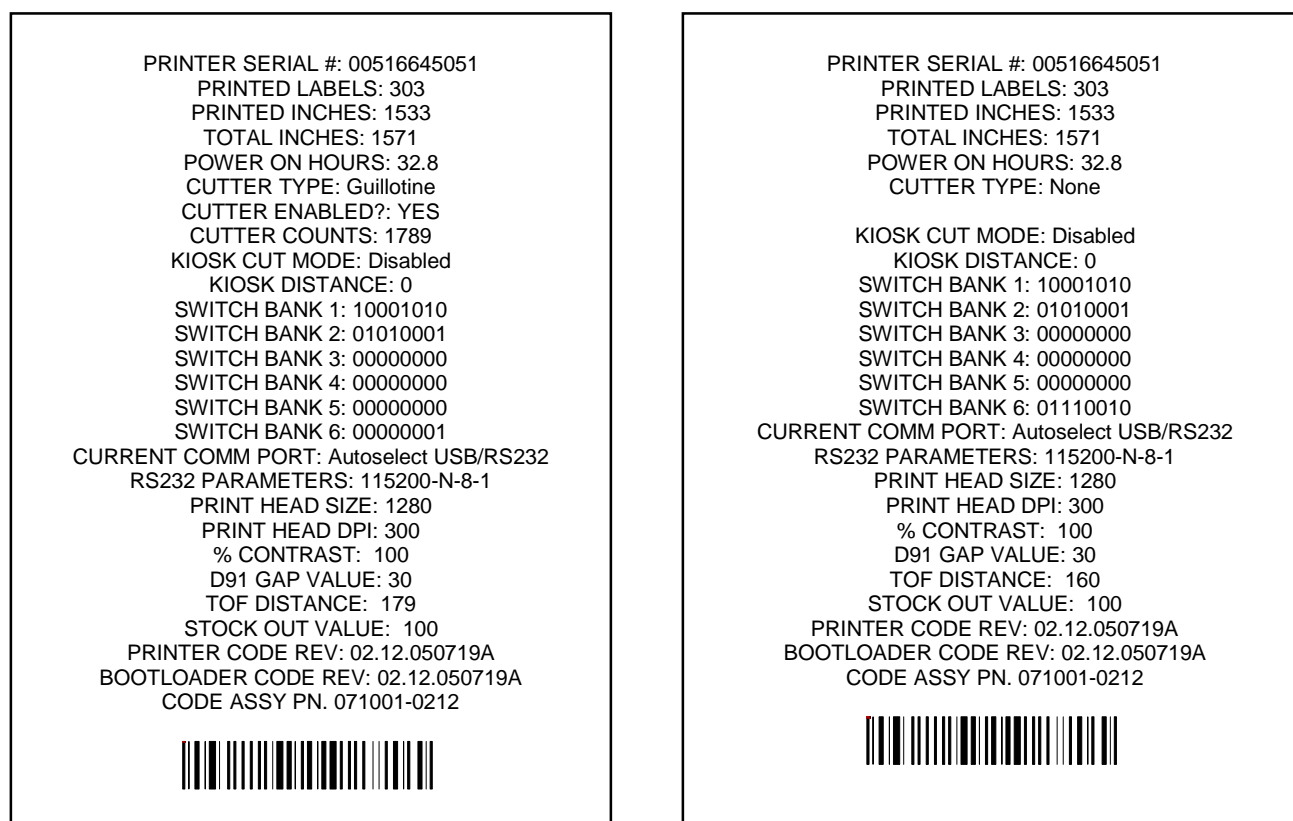 PRINTER SERIAL #: 00516645051
PRINTED LABELS: 303
PRINTED INCHES: 1533
TOTAL INCHES: 1571
POWER ON HOURS: 32.8
CUTTER TYPE: Guillotine
CUTTER ENABLED?: YES
CUTTER COUNTS: 1789
KIOSK CUT MODE: Disabled
KIOSK DISTANCE: 0
SWITCH BANK 1: 10001010
SWITCH BANK 2: 01010001
SWITCH BANK 3: 00000000
SWITCH BANK 4: 00000000
SWITCH BANK 5: 00000000
SWITCH BANK 6: 00000001
CURRENT COMM PORT: Autoselect USB/RS232
RS232 PARAMETERS: 115200-N-8-1
PRINT HEAD SIZE: 1280
PRINT HEAD DPI: 300
% CONTRAST: 100
D91 GAP VALUE: 30
TOF DISTANCE: 179
STOCK OUT VALUE: 100
PRINTER CODE REV: 02.12.050719A
BOOTLOADER CODE REV: 02.12.050719A
CODE ASSY PN. 071001-0212
PRINTER SERIAL #: 00516645051
PRINTED LABELS: 303
PRINTED INCHES: 1533
TOTAL INCHES: 1571
POWER ON HOURS: 32.8
CUTTER TYPE: None
KIOSK CUT MODE: Disabled
KIOSK DISTANCE: 0
SWITCH BANK 1: 10001010
SWITCH BANK 2: 01010001
SWITCH BANK 3: 00000000
SWITCH BANK 4: 00000000
SWITCH BANK 5: 00000000
SWITCH BANK 6: 01110010
CURRENT COMM PORT: Autoselect USB/RS232
RS232 PARAMETERS: 115200-N-8-1
PRINT HEAD SIZE: 1280
PRINT HEAD DPI: 300
% CONTRAST: 100
D91 GAP VALUE: 30
TOF DISTANCE: 160
STOCK OUT VALUE: 100
PRINTER CODE REV: 02.12.050719A
BOOTLOADER CODE REV: 02.12.050719A
CODE ASSY PN. 071001-0212